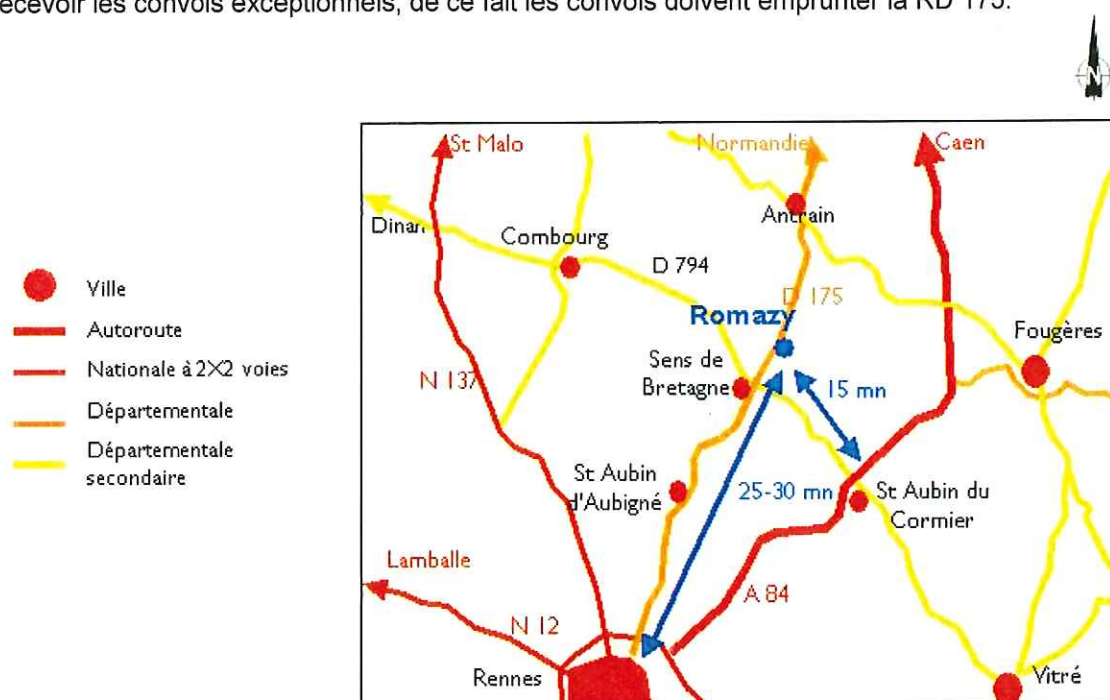 recevoir les convois exceptionnels, de ce fait les convois doivent emprunter la RD 175.
N
St Malo
Normandie
Caen
Dinan
Antrain
Combourg
D 794
D 175
Romazy
Fougères
Ville
Autoroute
Nationale à 2X2 voies
Départementale
Départementale
secondaire
Sens de
Bretagne
N 137
15 mn
St Aubin
d'Aubigné
25-30 mn
St Aubin du
Cormier
Lamballe
A 84
N 12
Rennes
Vitré